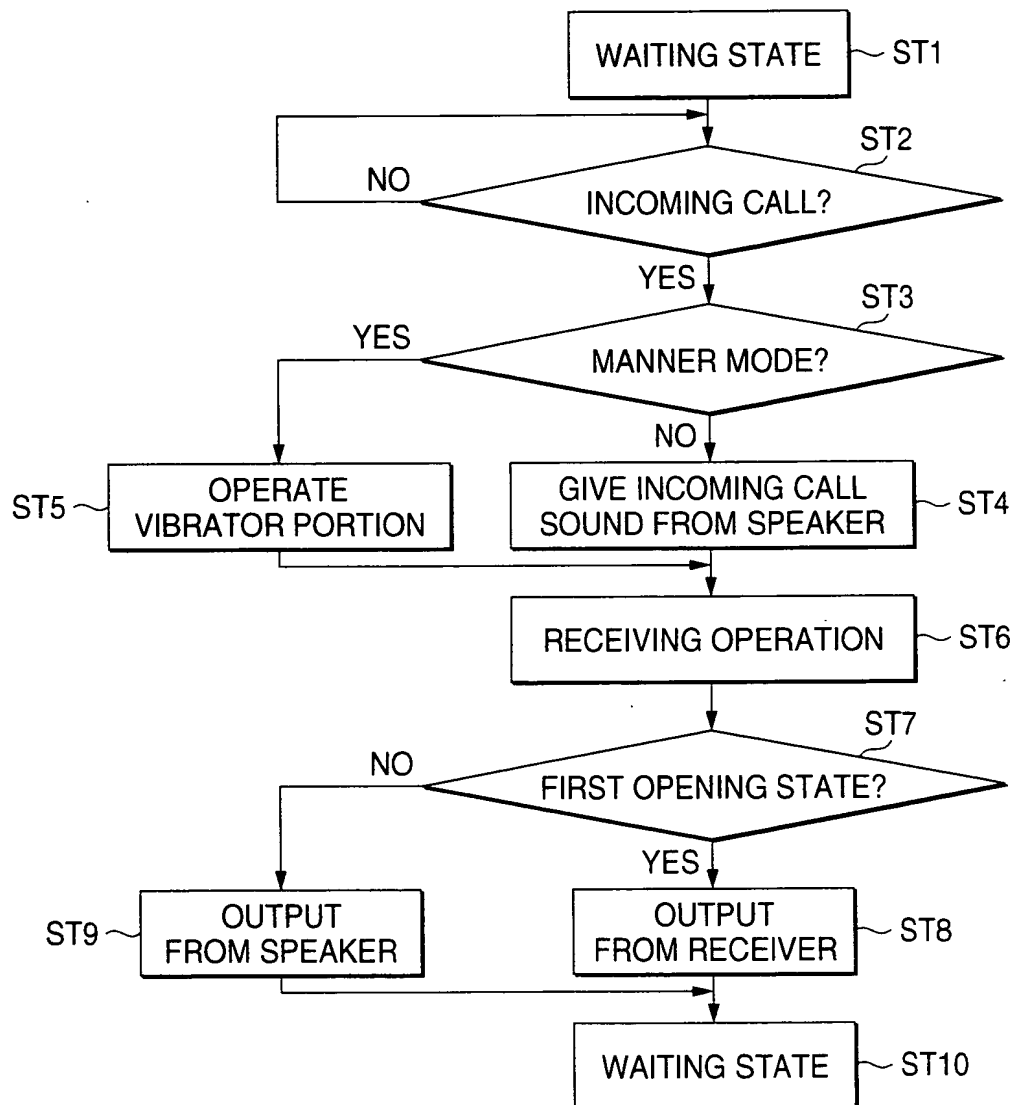 WAITING STATE
ST1
ST2
NO
INCOMING CALL?
YES
ST3
YES
MANNER MODE?
NO
ST5
OPERATE
VIBRATOR PORTION
GIVE INCOMING CALL
SOUND FROM SPEAKER
ST4
RECEIVING OPERATION
ST6
ST7
NO
FIRST OPENING STATE?
YES
ST9
OUTPUT
FROM SPEAKER
OUTPUT
FROM RECEIVER
ST8
WAITING STATE
ST10